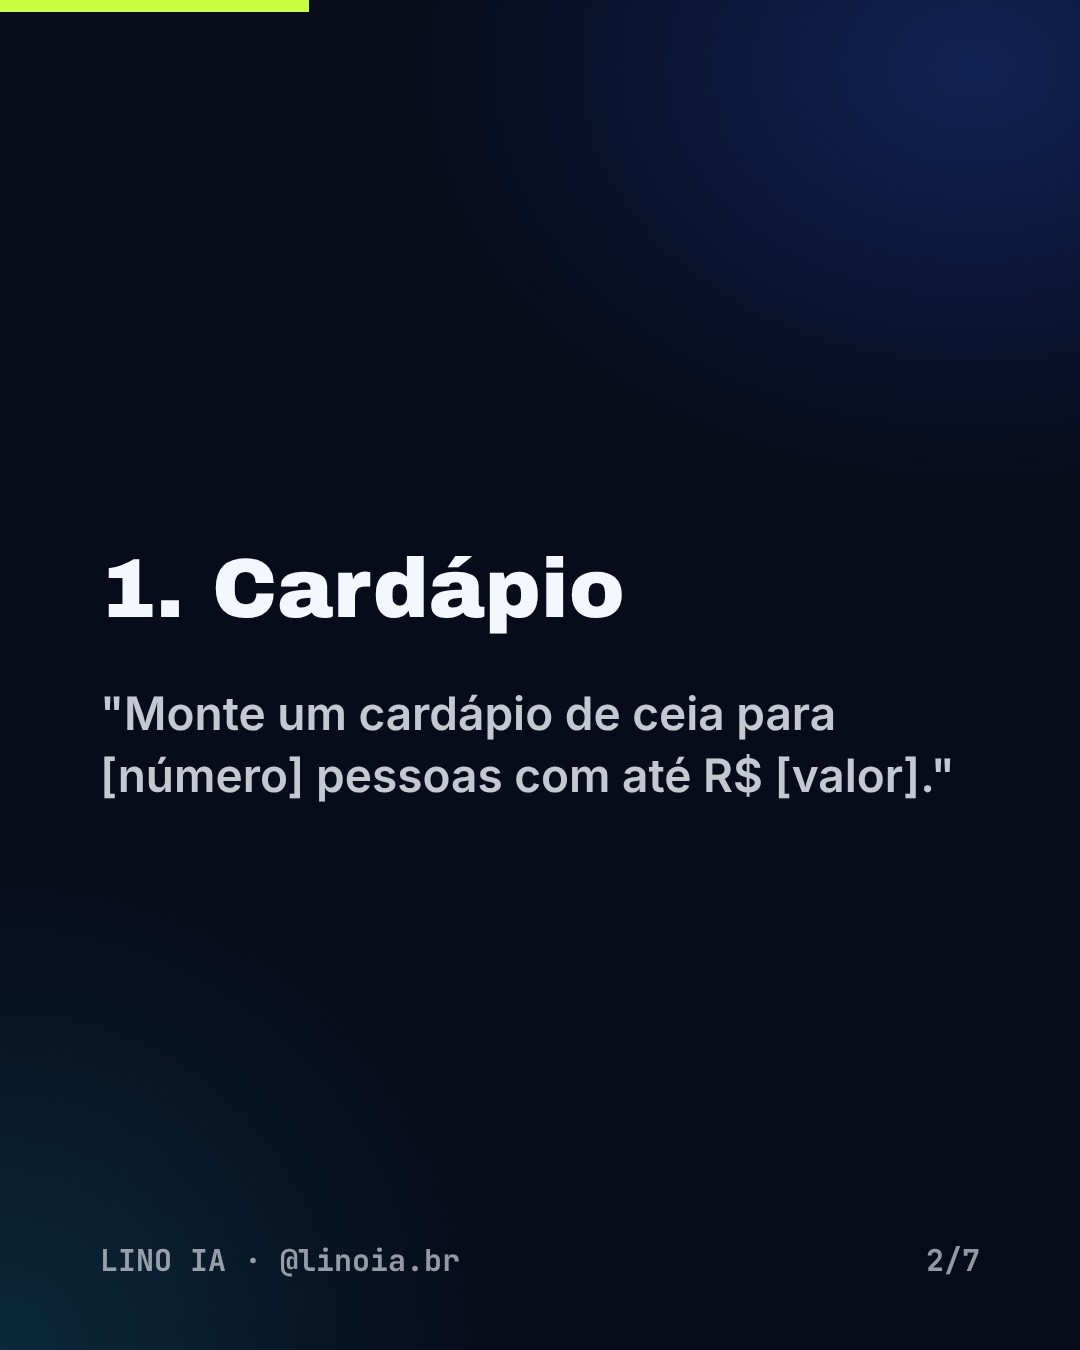 1. Cardápio
"Monte um cardápio de ceia para
[número] pessoas com até R$ [valor]."
LINO IA · @linoia.br
2/7